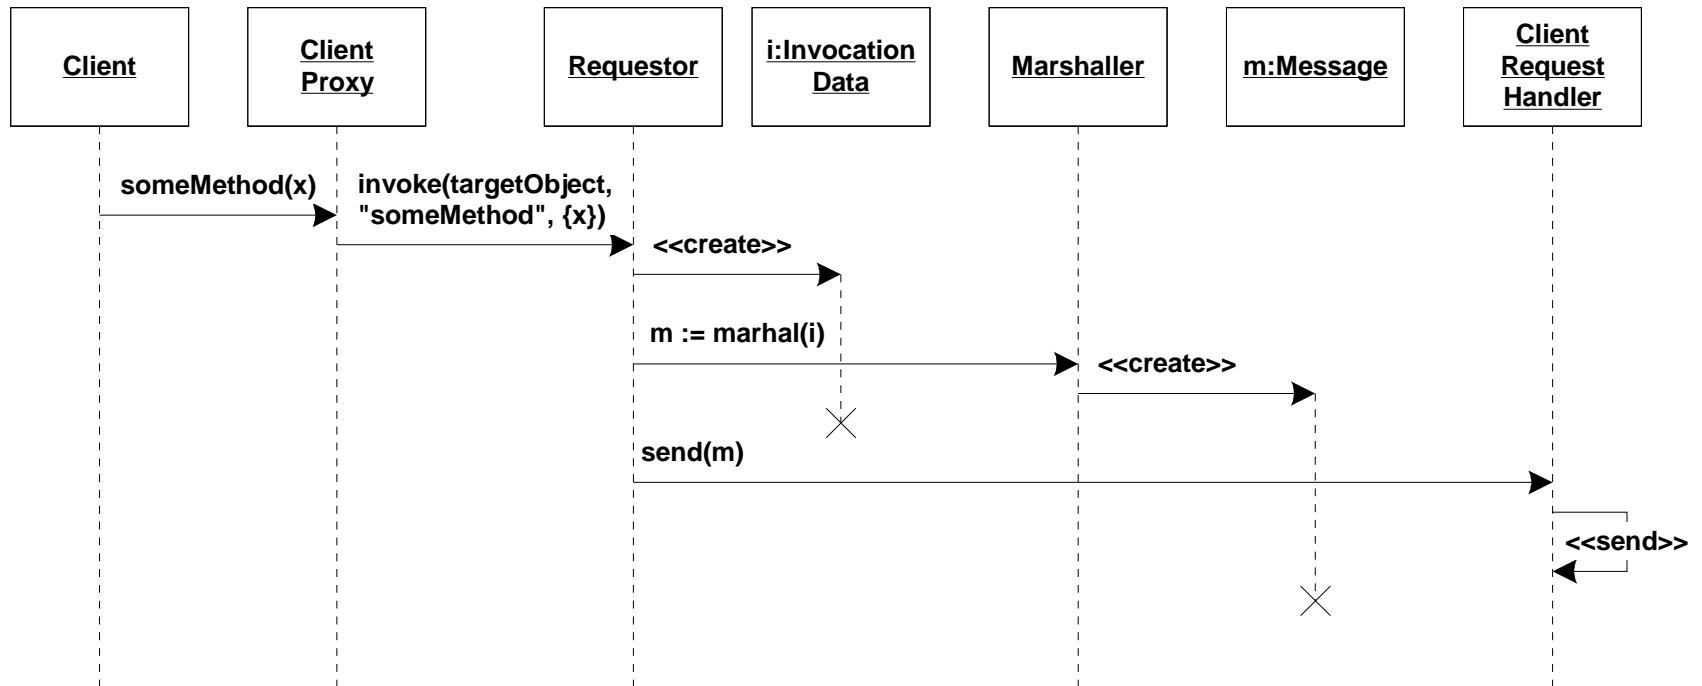 Client
Client
Proxy
Requestor
i:Invocation
Data
Marshaller
m:Message
Client
Request
Handler
someMethod(x)
invoke(targetObject,
"someMethod", {x})
<<create>>
m := marhal(i)
<<create>>
send(m)
<<send>>